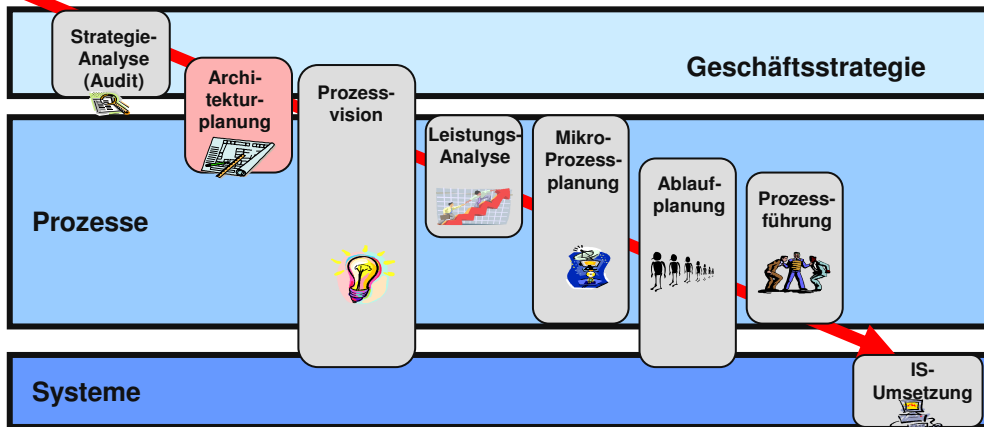 Strategie-
Analyse
(Audit)
Archi-
tektur-
planung
Prozess-
vision
Geschäftsstrategie
Leistungs-
Analyse
Mikro-
Prozess-
planung
Ablauf-
planung
Prozess-
führung
Prozesse
Systeme
IS-
Umsetzung